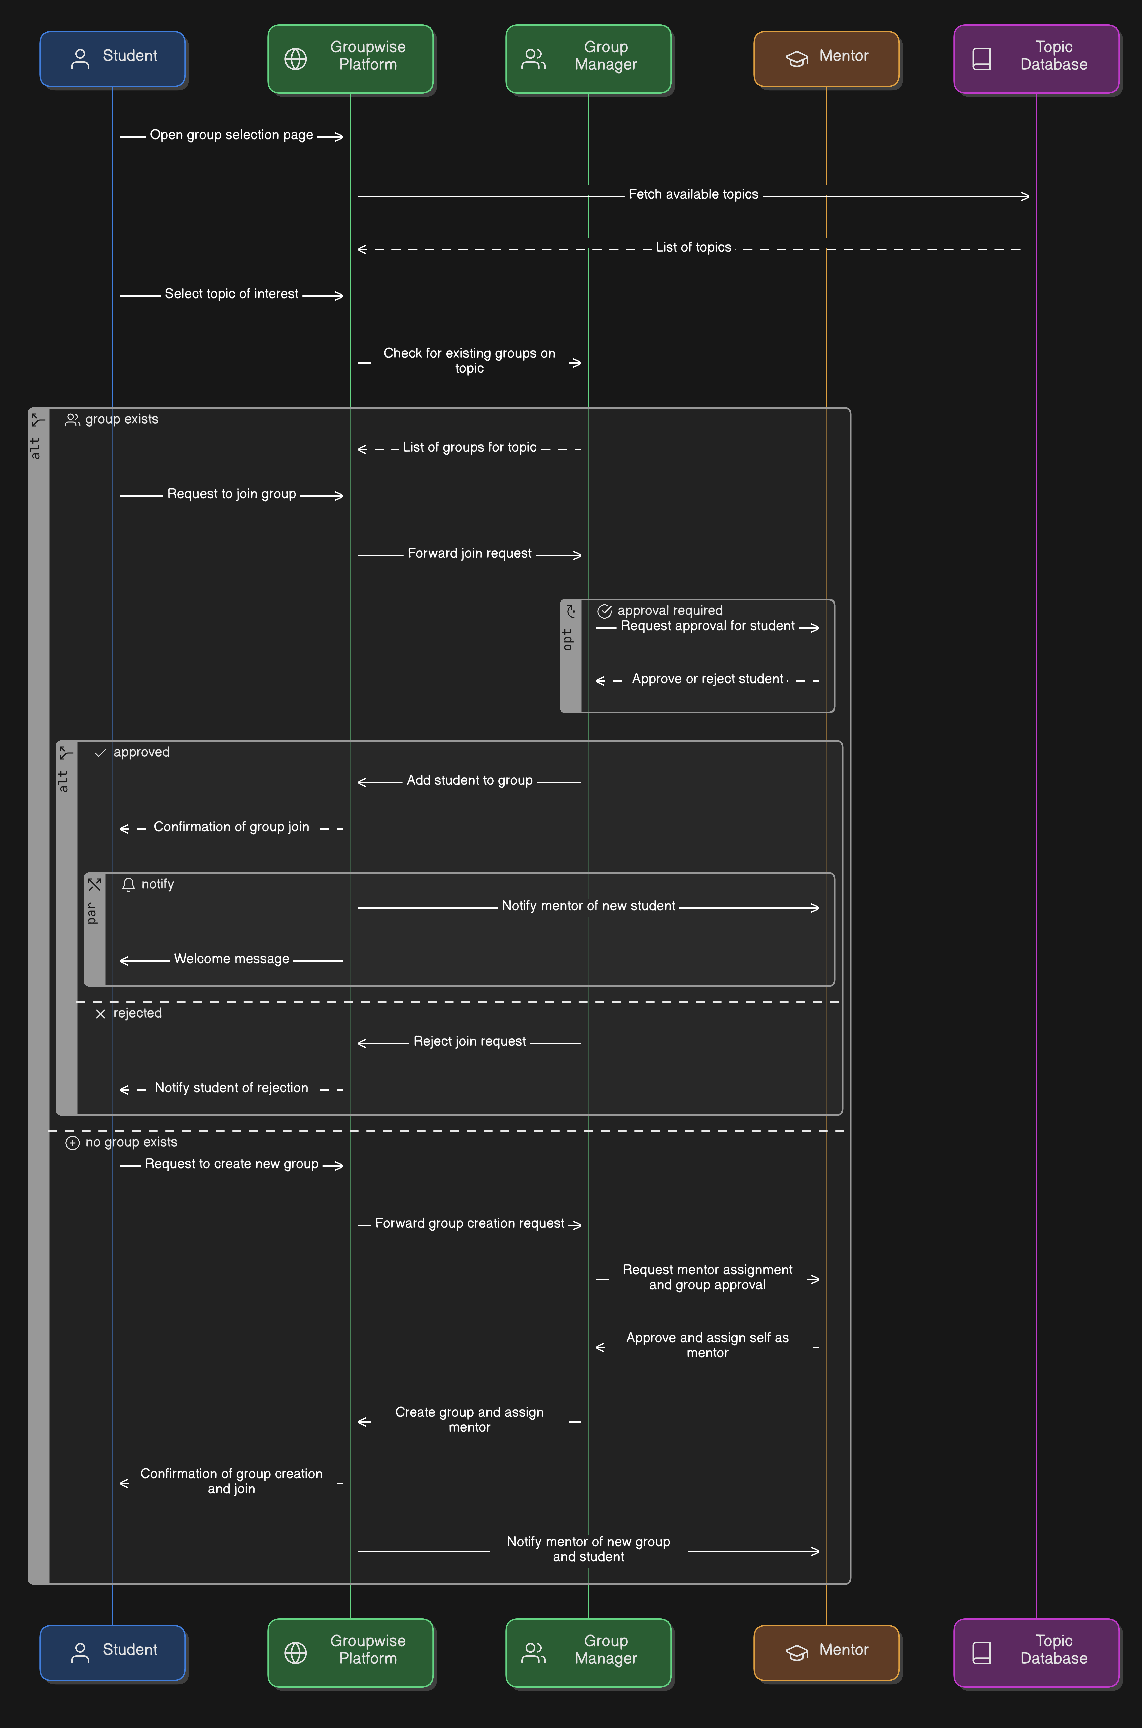 Student
Groupwise
Platform
Group
Manager
Mentor
Topic
Database
Open group selection page
Fetch available topics
List of topics
Select topic of interest
Check for existing groups on
topic
alt
group exists
List of groups for topic
Request to join group
Forward join request
opt
approval required
Request approval for student
Approve or reject student
alt
approved
Add student to group
Confirmation of group join
par
notify
Notify mentor of new student
Welcome message
rejected
Reject join request
Notify student of rejection
no group exists
Request to create new group
Forward group creation request
Request mentor assignment
and group approval
Approve and assign self as
mentor
Create group and assign
mentor
Confirmation of group creation
and join
Notify mentor of new group
and student
Student
Groupwise
Platform
Group
Manager
Mentor
Topic
Database